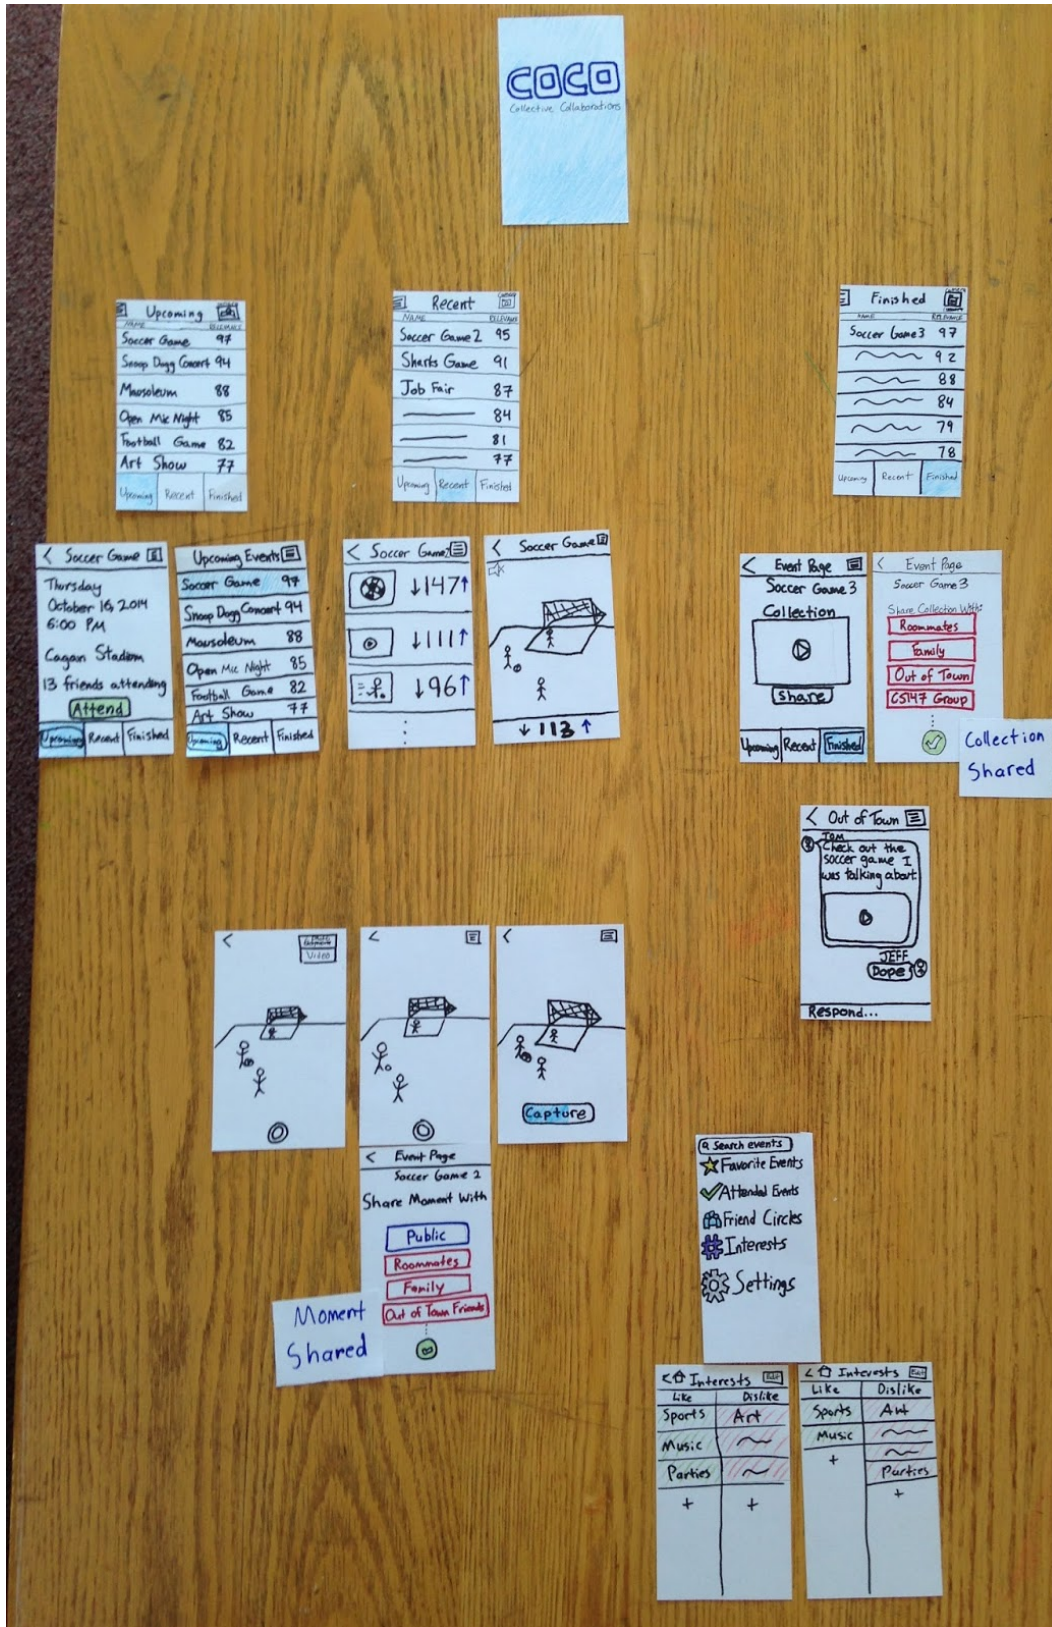 COCO
Collective Collaborations
Upcoming
NAME RELEVANCE
Soccer Game 97
Snoop Dogg Concert 94
Mausoleum 88
Open Mic Night 85
Football Game 82
Art Show 77
Upcoming Recent Finished
Recent
NAME RELEVANCE
Soccer Game 2 95
Sharks Game 91
Job Fair 87
84
81
77
Upcoming Recent Finished
Finished
NAME RELEVANCE
Soccer Game 3 97
92
88
84
79
78
Upcoming Recent Finished
< Soccer Game
Thursday
October 16, 2014
6:00 PM
Cagan Stadium
13 friends attending
Attend
Upcoming Recent Finished
Upcoming Events
Soccer Game 97
Snoop Dogg Concert 94
Mausoleum 88
Open Mic Night 85
Football Game 82
Art Show 77
Upcoming Recent Finished
< Soccer Game 2
↓147↑
↓111↑
↓96↑
< Soccer Game
↓ 113 ↑
< Event Page
Soccer Game 3
Collection
Share
Upcoming Recent Finished
< Event Page
Soccer Game 3
Share Collection With:
Roommates
Family
Out of Town
CS147 Group
Collection
Shared
< Out of Town
TOM
Check out the
soccer game I
was talking about
JEFF
Dope
Respond...
<
Video
<
<
Capture
< Event Page
Soccer Game 2
Share Moment With
Public
Roommates
Family
Out of Town Friends
Moment
Shared
Search events
Favorite Events
Attended Events
Friend Circles
Interests
Settings
< Interests Edit
Like Dislike
Sports Art
Music
Parties
+ +
< Interests Edit
Like Dislike
Sports Art
Music
+ Parties
+